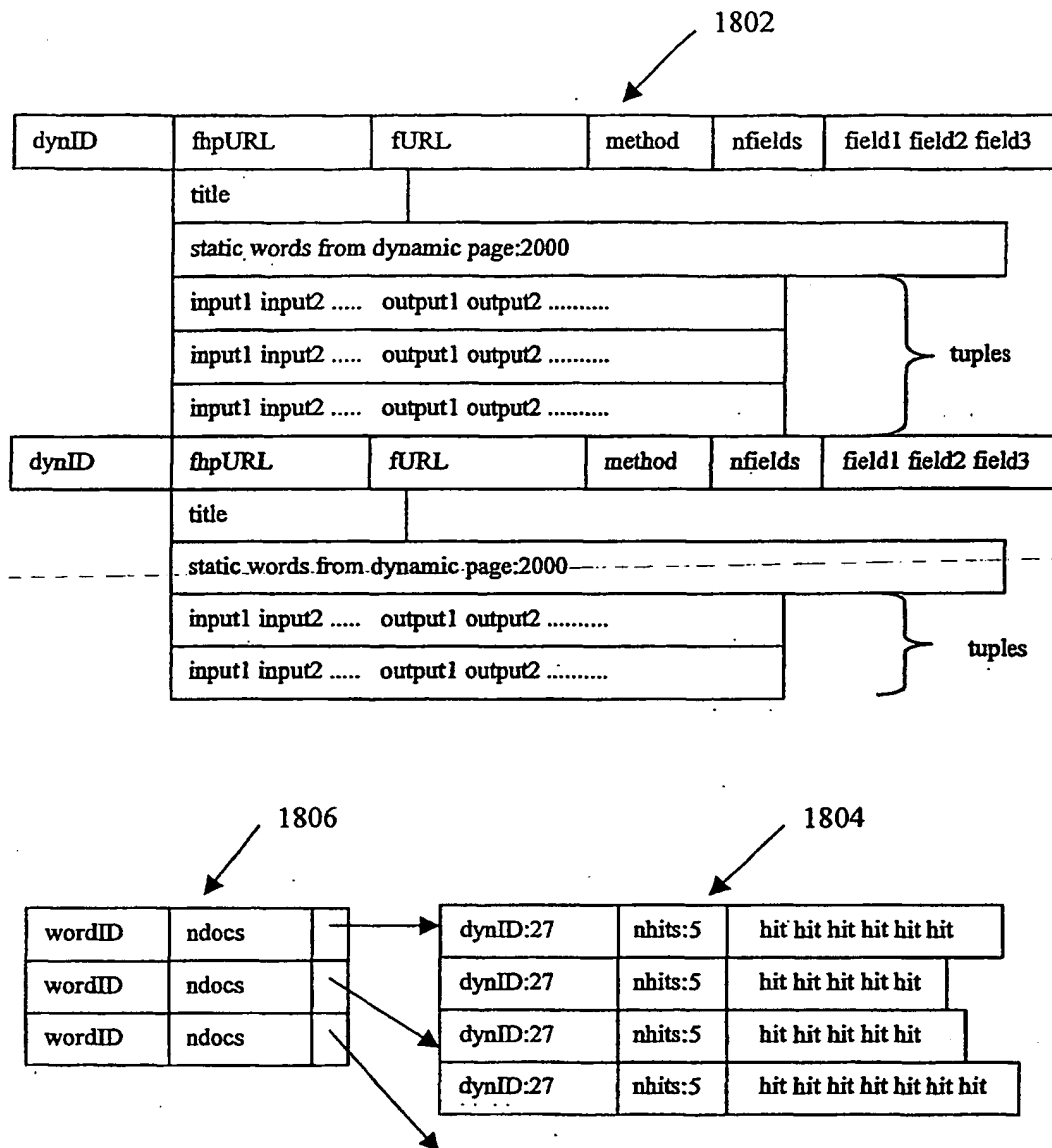 1802
dynID fhpURL fURL method nfields field1 field2 field3
title
static words from dynamic page:2000
input1 input2 ..... output1 output2 ..........
input1 input2 ..... output1 output2 ..........
tuples
input1 input2 ..... output1 output2 ..........
dynID fhpURL fURL method nfields field1 field2 field3
title
static words from dynamic page:2000
input1 input2 ..... output1 output2 ..........
input1 input2 ..... output1 output2 ..........
tuples
1806 1804
wordID ndocs dynID:27 nhits:5 hit hit hit hit hit hit
wordID ndocs dynID:27 nhits:5 hit hit hit hit hit
wordID ndocs dynID:27 nhits:5 hit hit hit hit hit
dynID:27 nhits:5 hit hit hit hit hit hit hit